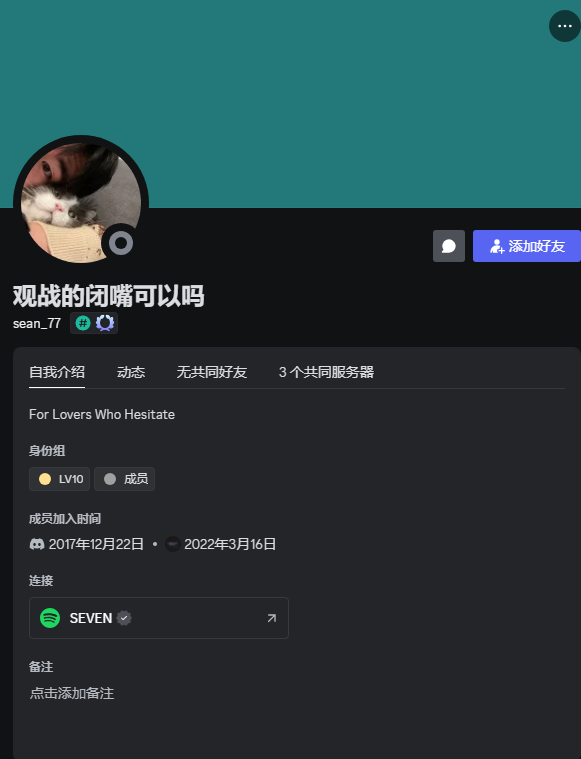 观战的闭嘴可以吗
sean_77 #
添加好友
自我介绍 动态 无共同好友 3 个共同服务器
For Lovers Who Hesitate
身份组
LV10 成员
成员加入时间
2017年12月22日 • 2022年3月16日
连接
SEVEN
备注
点击添加备注